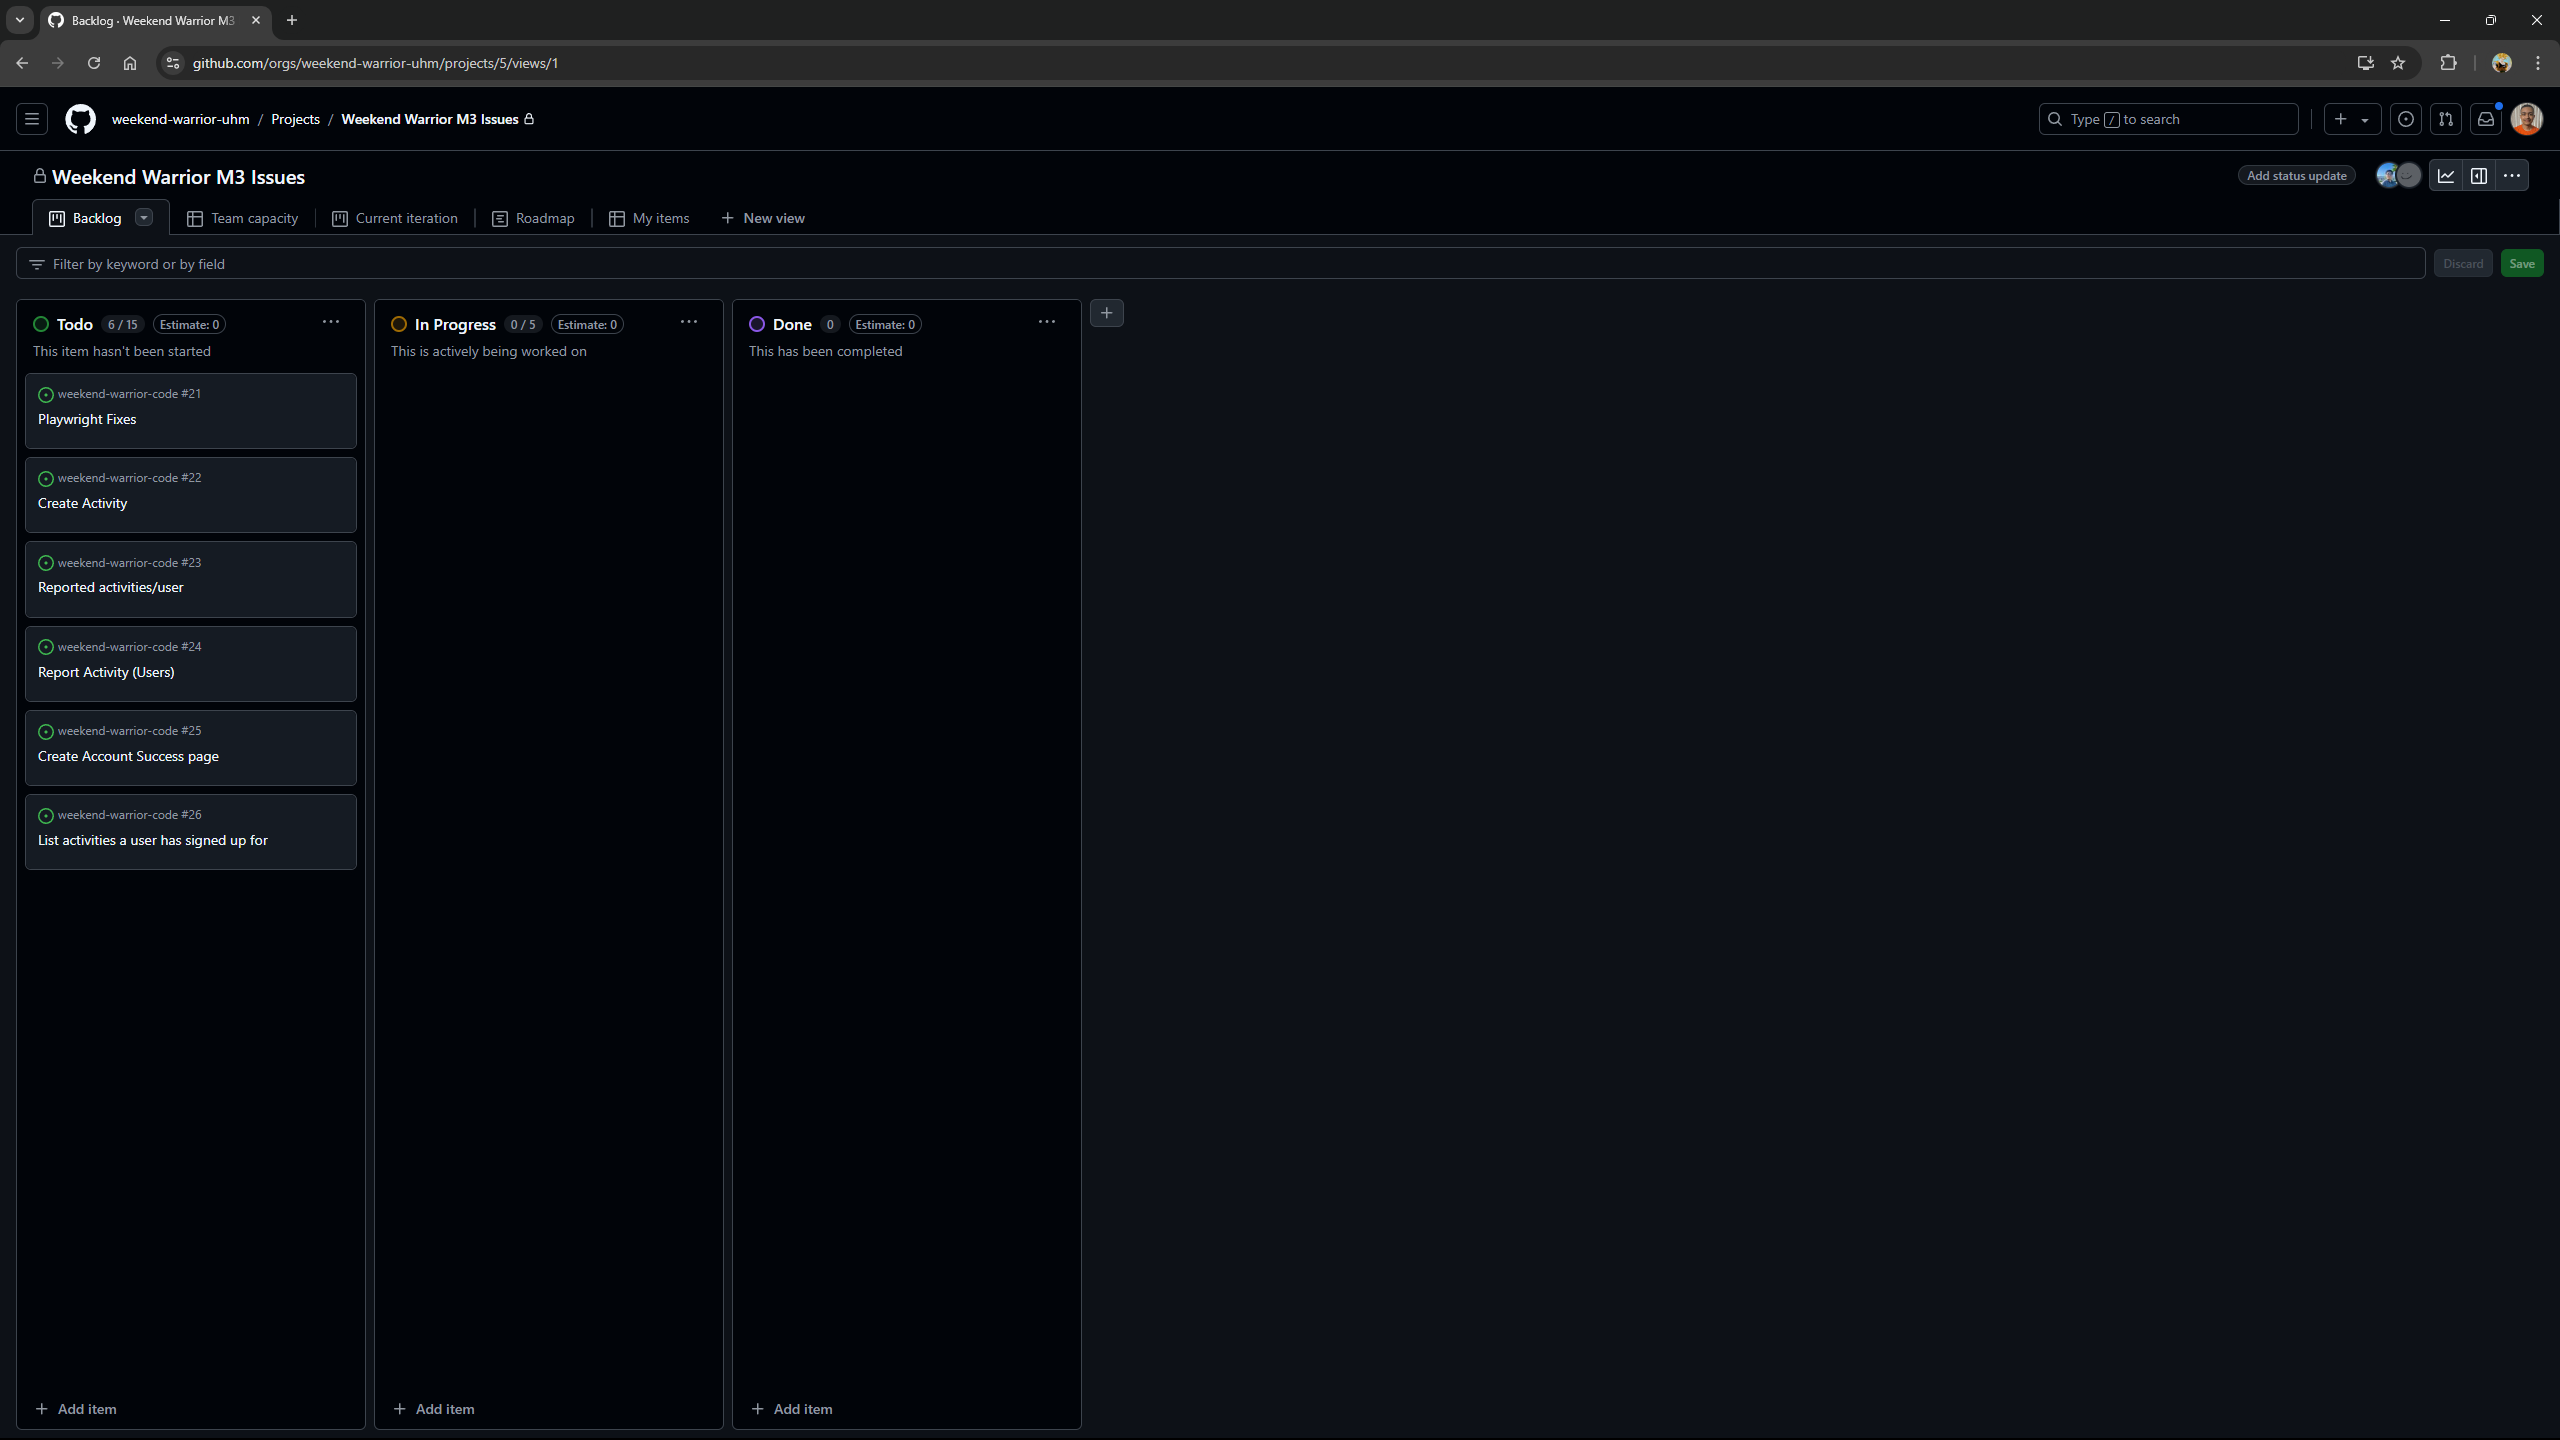 Backlog · Weekend Warrior M3
github.com/orgs/weekend-warrior-uhm/projects/5/views/1
weekend-warrior-uhm / Projects / Weekend Warrior M3 Issues
Type / to search
Weekend Warrior M3 Issues
Add status update
Backlog
Team capacity
Current iteration
Roadmap
My items
New view
Filter by keyword or by field
Discard
Save
Todo 6 / 15 Estimate: 0
This item hasn't been started
weekend-warrior-code #21
Playwright Fixes
weekend-warrior-code #22
Create Activity
weekend-warrior-code #23
Reported activities/user
weekend-warrior-code #24
Report Activity (Users)
weekend-warrior-code #25
Create Account Success page
weekend-warrior-code #26
List activities a user has signed up for
Add item
In Progress 0 / 5 Estimate: 0
This is actively being worked on
Add item
Done 0 Estimate: 0
This has been completed
Add item